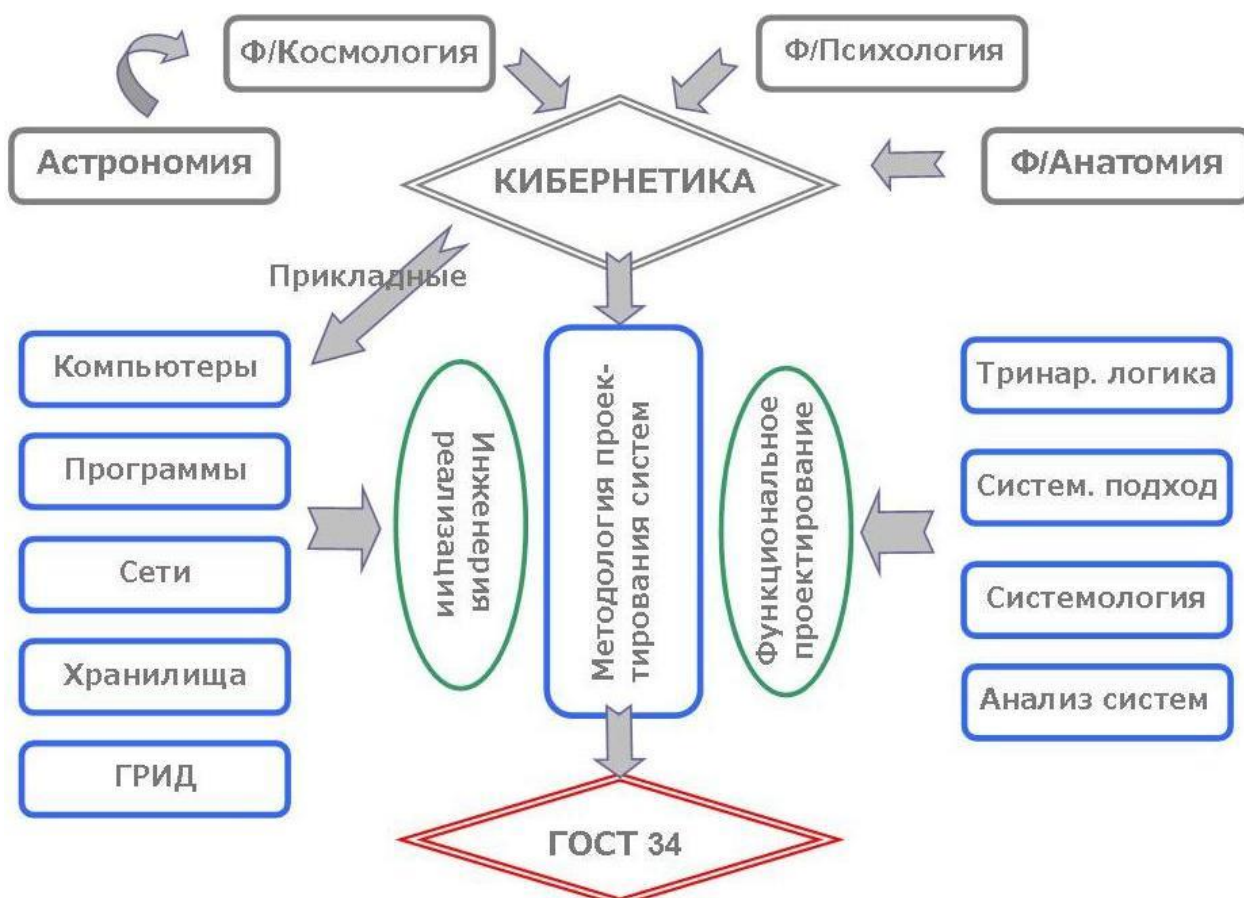 Ф/Космология
Ф/Психология
Астрономия
КИБЕРНЕТИКА
Ф/Анатомия
Прикладные
Компьютеры
Программы
Сети
Хранилища
ГРИД
Инженерия
реализации
Методология проек-
тирования систем
Функциональное
проектирование
Тринар. логика
Систем. подход
Системология
Анализ систем
ГОСТ 34